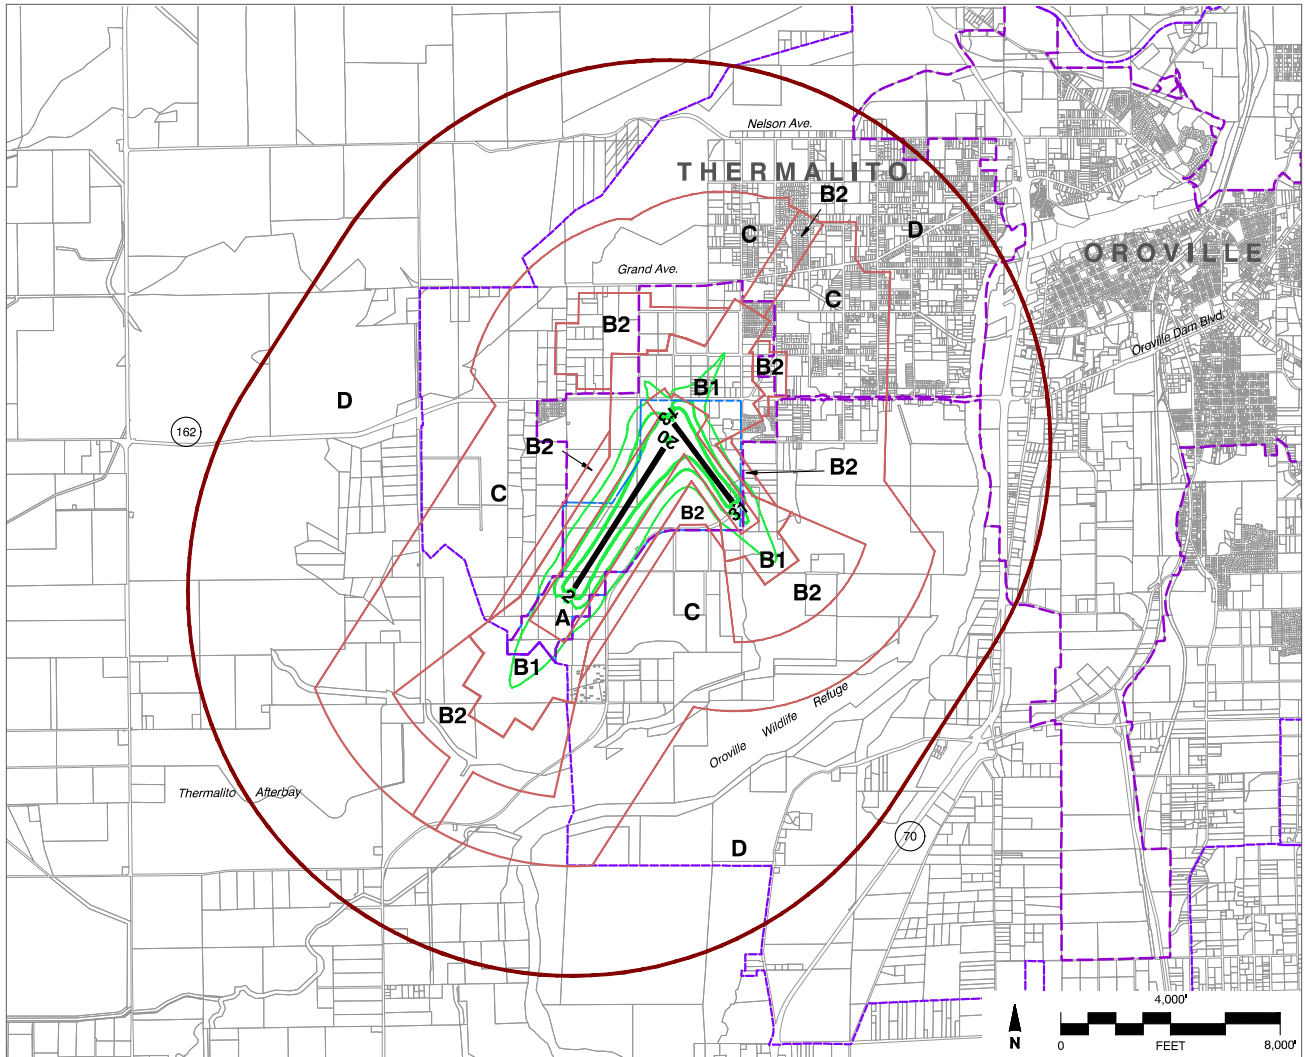 Nelson Ave.
THERMALITO
B2
C
D
OROVILLE
Grand Ave.
C
B2
Oroville Dam Blvd
B2
B1
D
13
162
20
B2
B2
C
B2
31
B1
B2
2
A
C
B1
Oroville Wildlife Refuge
B2
Thermalito Afterbay
70
D
4,000'
N
0
FEET
8,000'